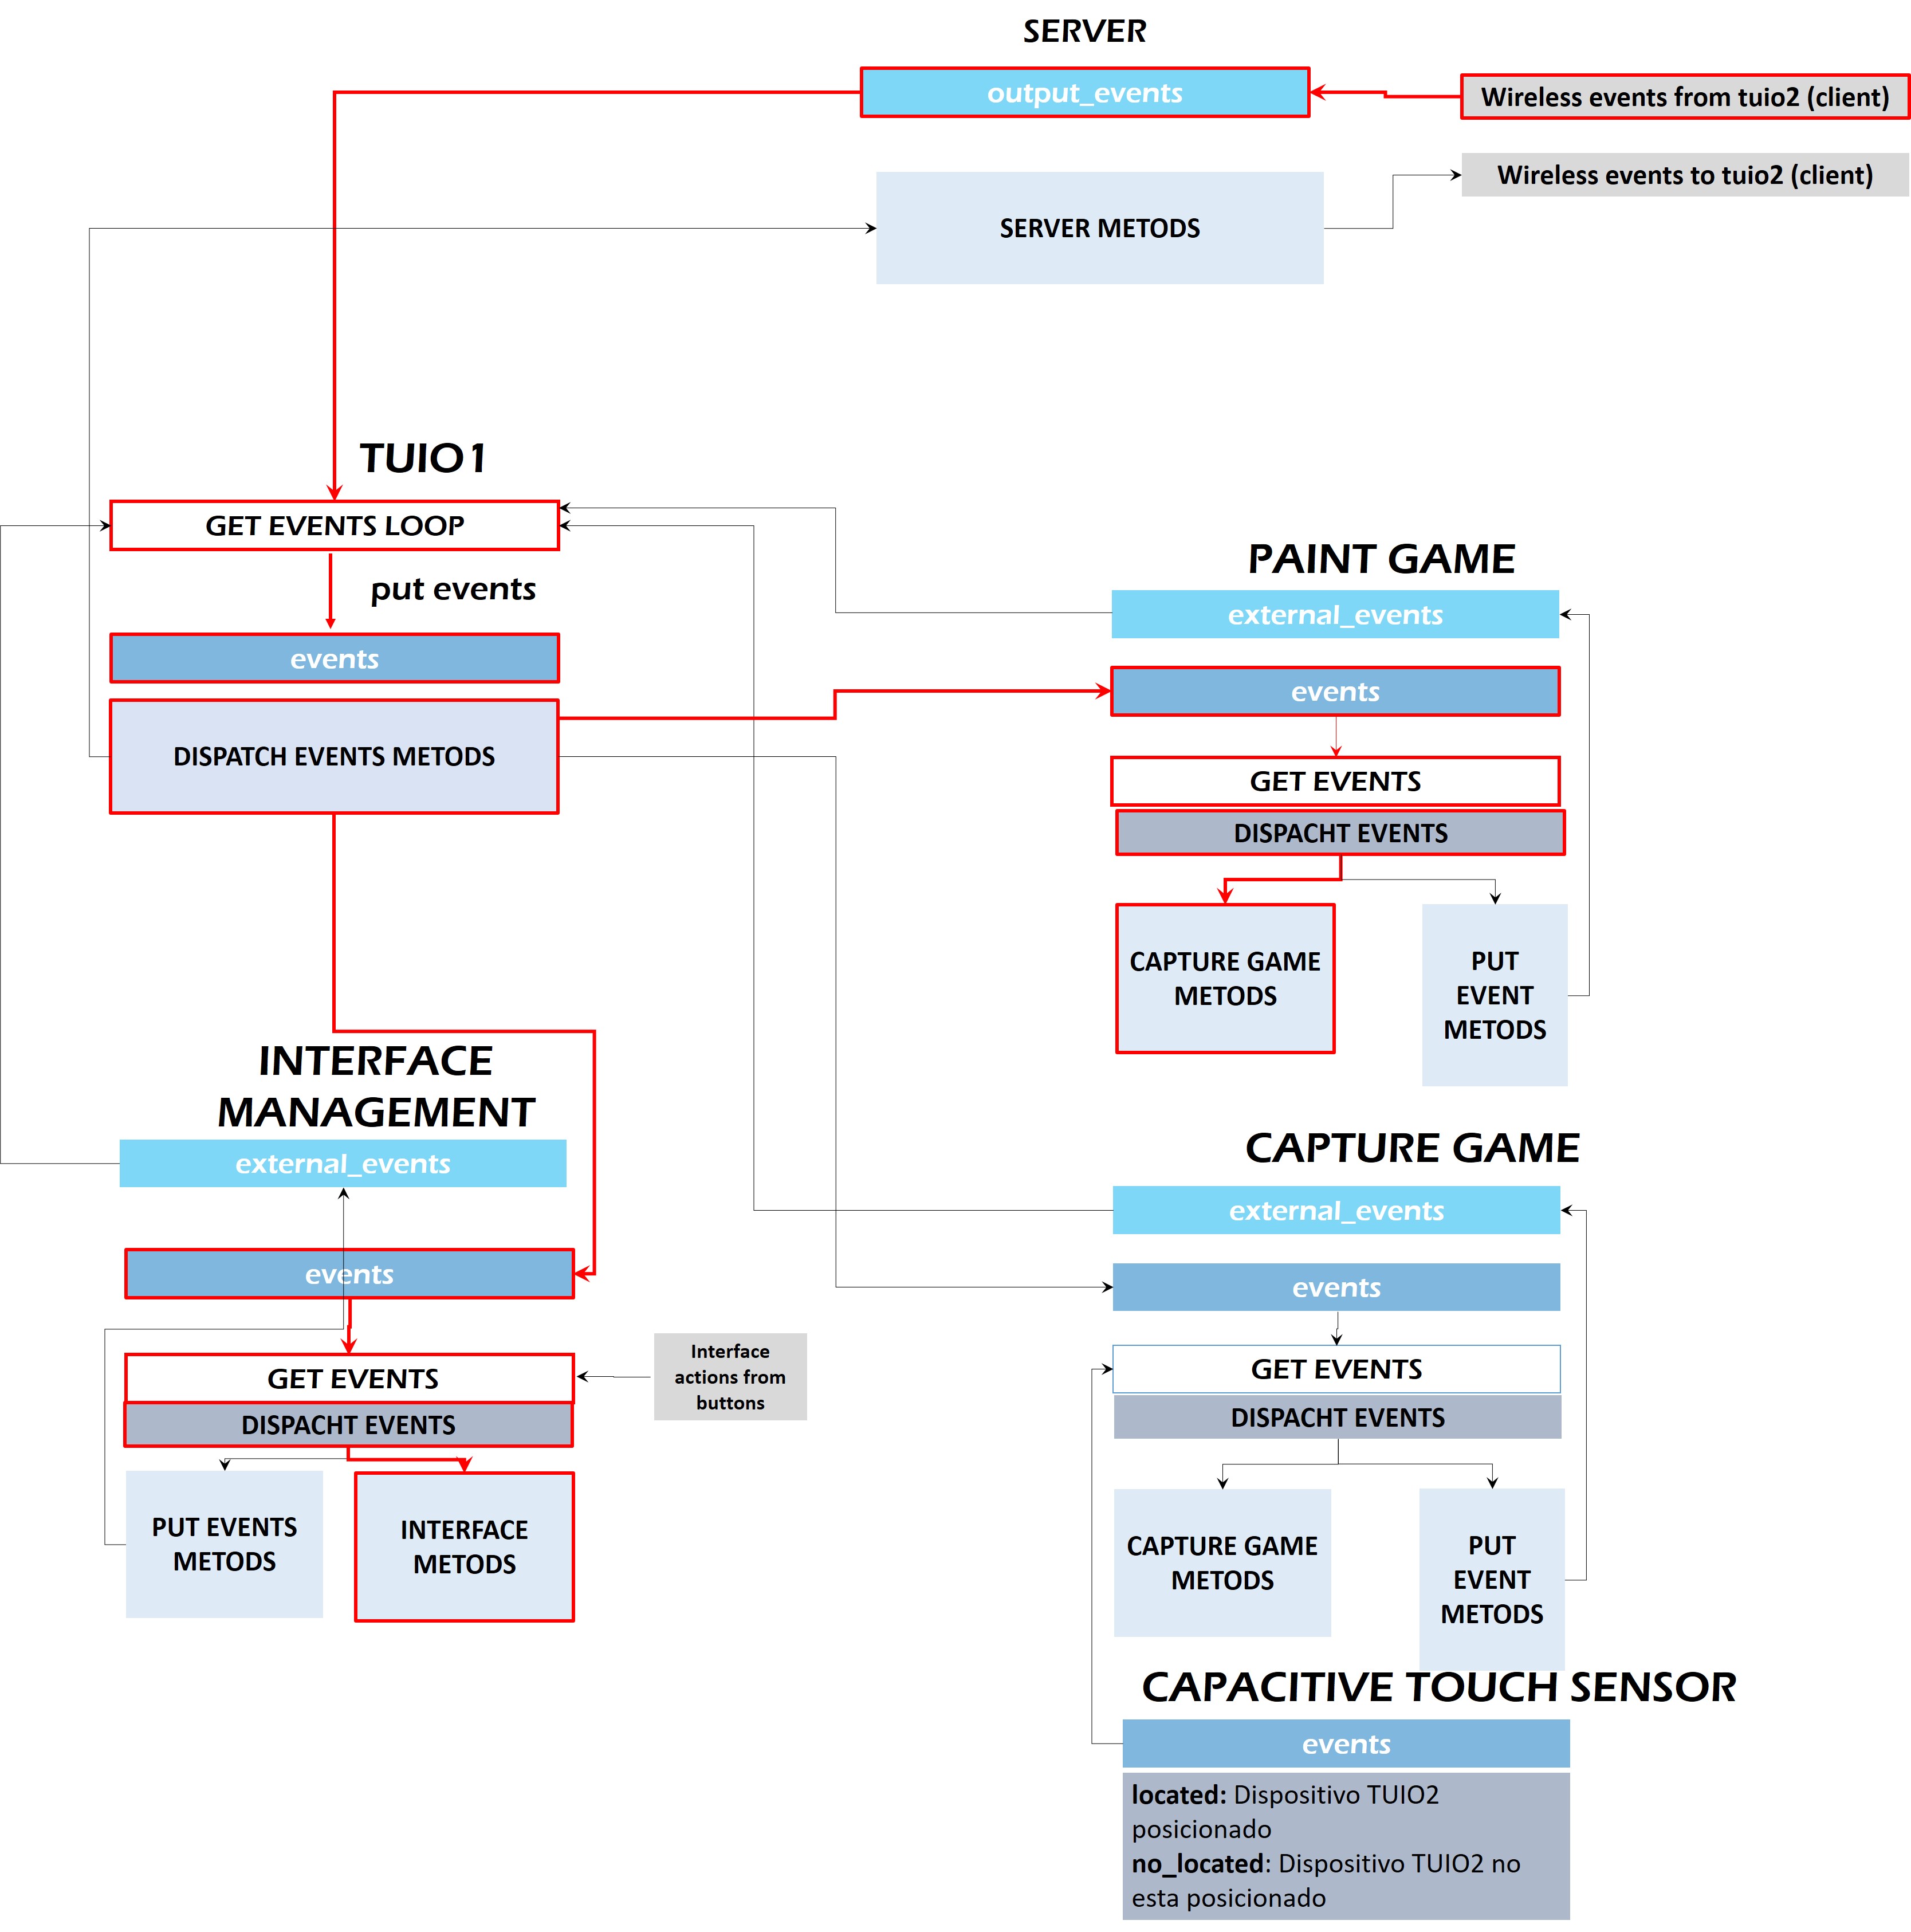 SERVER
output_events
Wireless events from tuio2 (client)
Wireless events to tuio2 (client)
SERVER METODS
TUIO1
GET EVENTS LOOP
put events
events
DISPATCH EVENTS METODS
PAINT GAME
external_events
events
GET EVENTS
DISPACHT EVENTS
CAPTURE GAME
METODS
PUT
EVENT
METODS
INTERFACE
MANAGEMENT
external_events
events
GET EVENTS
DISPACHT EVENTS
Interface
actions from
buttons
PUT EVENTS
METODS
INTERFACE
METODS
CAPTURE GAME
external_events
events
GET EVENTS
DISPACHT EVENTS
CAPTURE GAME
METODS
PUT
EVENT
METODS
CAPACITIVE TOUCH SENSOR
events
located: Dispositivo TUIO2
posicionado
no_located: Dispositivo TUIO2 no
esta posicionado